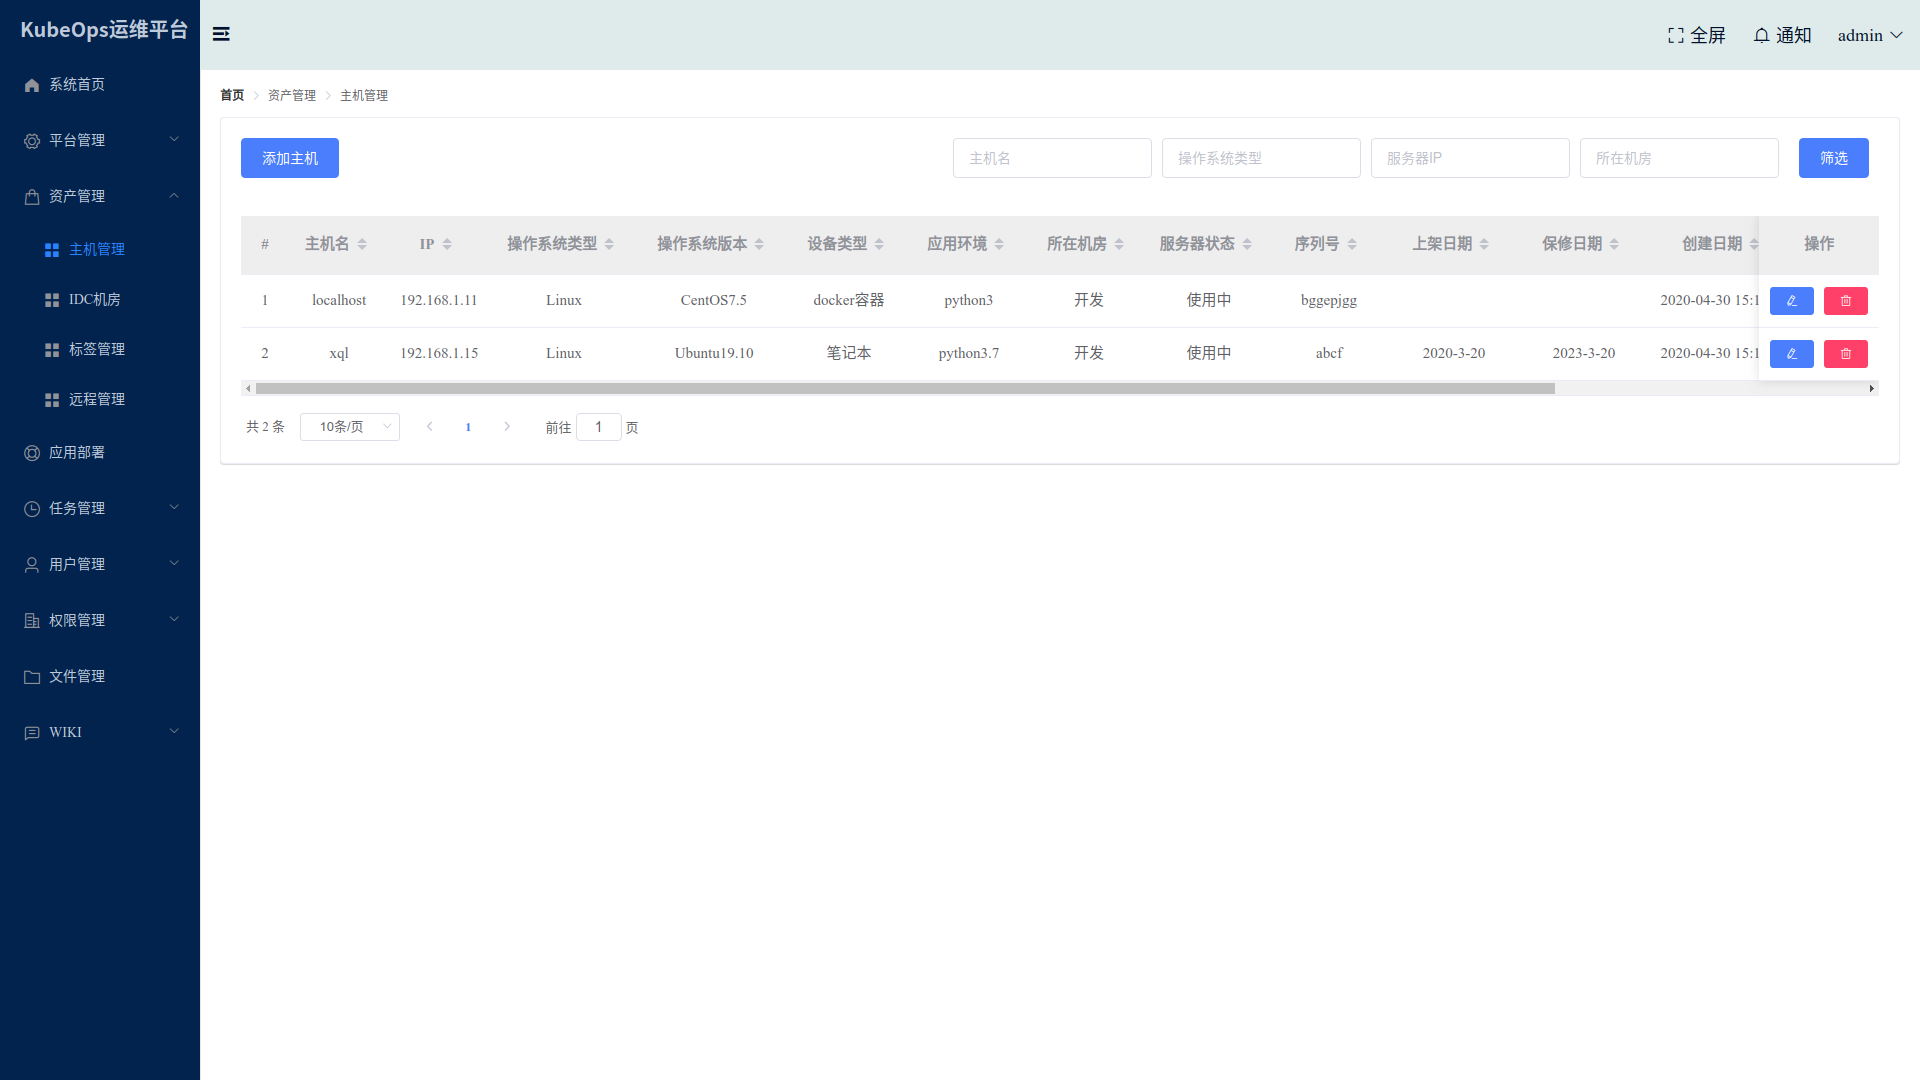 KubeOps运维平台
全屏 通知 admin
系统首页
平台管理
资产管理
主机管理
IDC机房
标签管理
远程管理
应用部署
任务管理
用户管理
权限管理
文件管理
WIKI
首页 资产管理 主机管理
添加主机 主机名 操作系统类型 服务器IP 所在机房 筛选
# 主机名 IP 操作系统类型 操作系统版本 设备类型 应用环境 所在机房 服务器状态 序列号 上架日期 保修日期 创建日期 操作
1 localhost 192.168.1.11 Linux CentOS7.5 docker容器 python3 开发 使用中 bggepjgg 2020-04-30 15:1
2 xql 192.168.1.15 Linux Ubuntu19.10 笔记本 python3.7 开发 使用中 abcf 2020-3-20 2023-3-20 2020-04-30 15:1
共 2 条 10条/页 1 前往 1 页